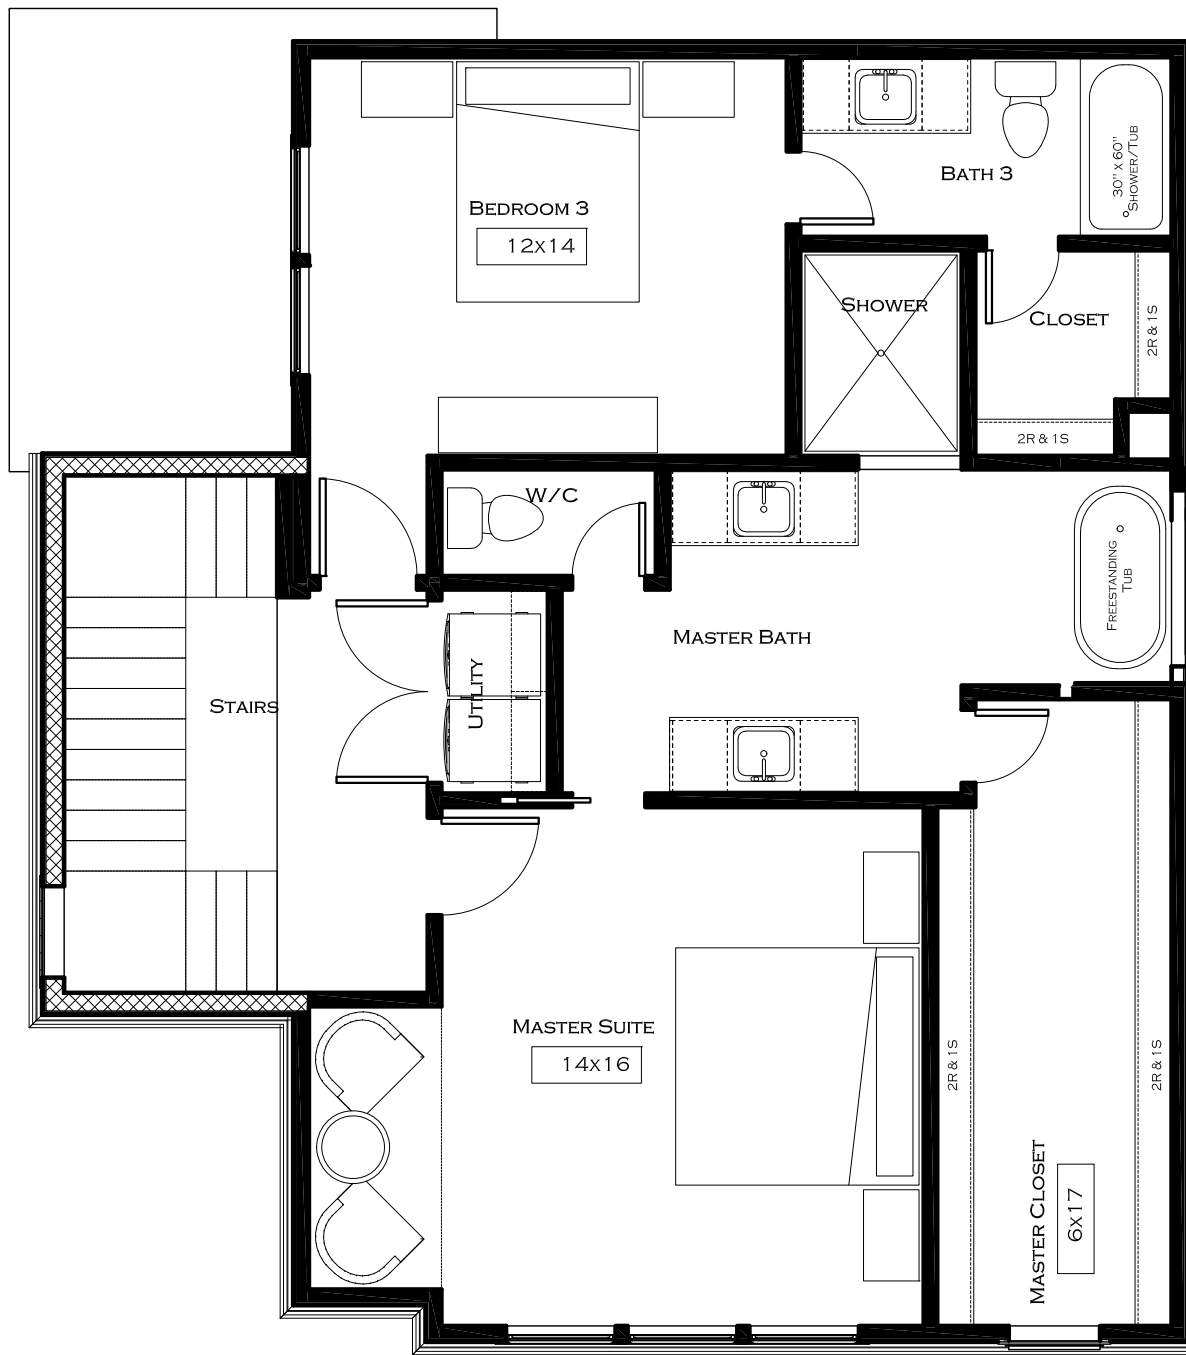 Bath 3
30" x 60"
Shower/Tub
Bedroom 3
12x14
Shower
Closet
2R & 1S
2R & 1S
W/C
Freestanding
Tub
Master Bath
Utility
Stairs
Master Suite
14x16
2R & 1S
2R & 1S
Master Closet
6x17